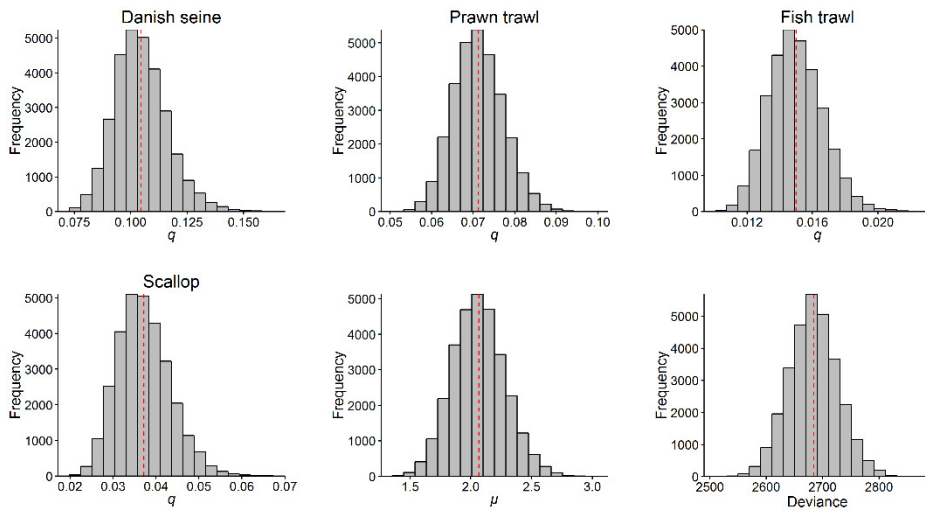 Danish seine
Prawn trawl
Fish trawl
Frequency
5000
4000
3000
2000
1000
0
0.075 0.100 0.125 0.150
q
Frequency
5000
4000
3000
2000
1000
0
0.05 0.06 0.07 0.08 0.09 0.10
q
Frequency
5000
4000
3000
2000
1000
0
0.012 0.016 0.020
q
Scallop
Frequency
5000
4000
3000
2000
1000
0
0.02 0.03 0.04 0.05 0.06 0.07
q
Frequency
5000
4000
3000
2000
1000
0
1.5 2.0 2.5 3.0
μ
Frequency
5000
4000
3000
2000
1000
0
2500 2600 2700 2800
Deviance